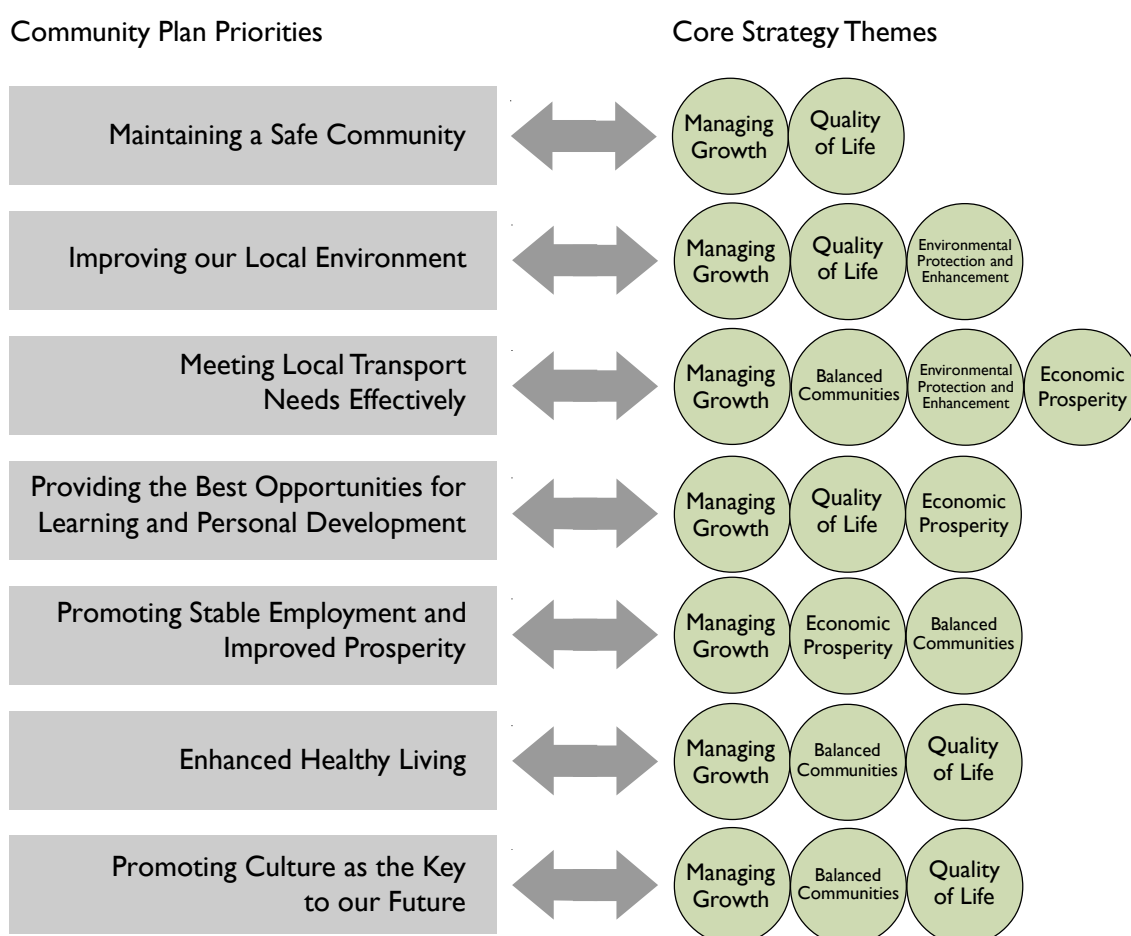 Community Plan Priorities
Core Strategy Themes
Maintaining a Safe Community
Managing
Growth
Quality
of Life
Improving our Local Environment
Managing
Growth
Quality
of Life
Environmental
Protection and
Enhancement
Meeting Local Transport
Needs Effectively
Managing
Growth
Balanced
Communities
Environmental
Protection and
Enhancement
Economic
Prosperity
Providing the Best Opportunities for
Learning and Personal Development
Managing
Growth
Quality
of Life
Economic
Prosperity
Promoting Stable Employment and
Improved Prosperity
Managing
Growth
Economic
Prosperity
Balanced
Communities
Enhanced Healthy Living
Managing
Growth
Balanced
Communities
Quality
of Life
Promoting Culture as the Key
to our Future
Managing
Growth
Balanced
Communities
Quality
of Life